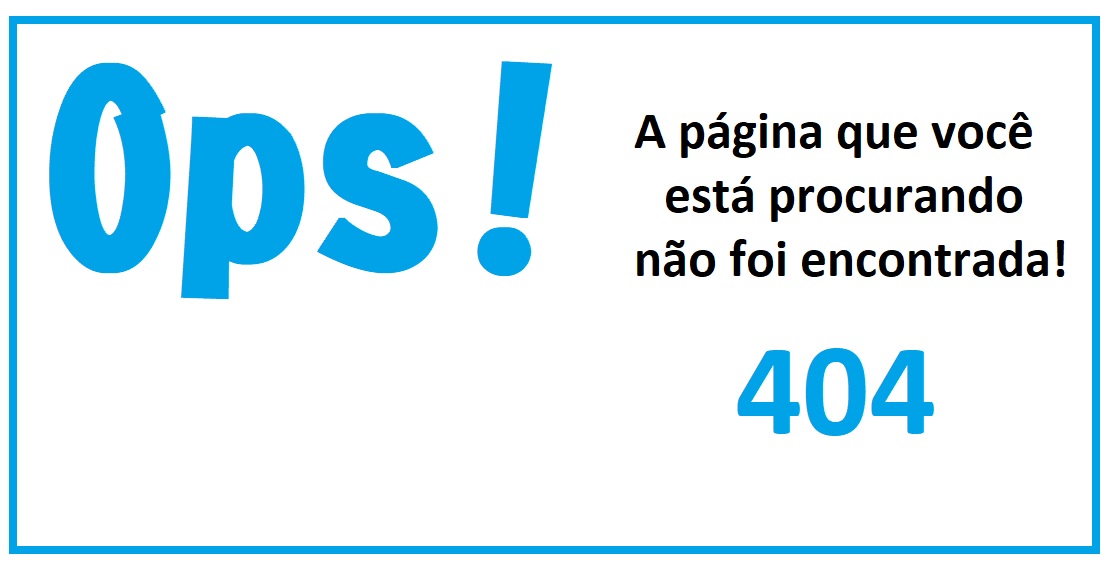 Ops!
A página que você
está procurando
não foi encontrada!
404